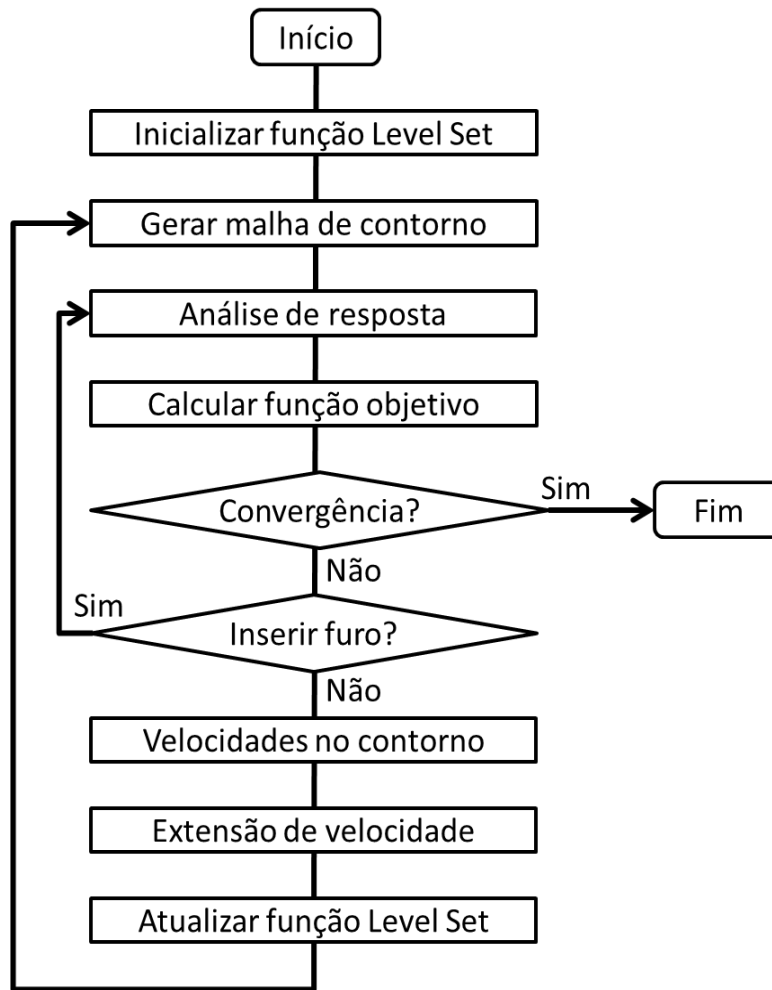 Início
Inicializar função Level Set
Gerar malha de contorno
Análise de resposta
Calcular função objetivo
Convergência?
Sim
Fim
Não
Sim
Inserir furo?
Não
Velocidades no contorno
Extensão de velocidade
Atualizar função Level Set